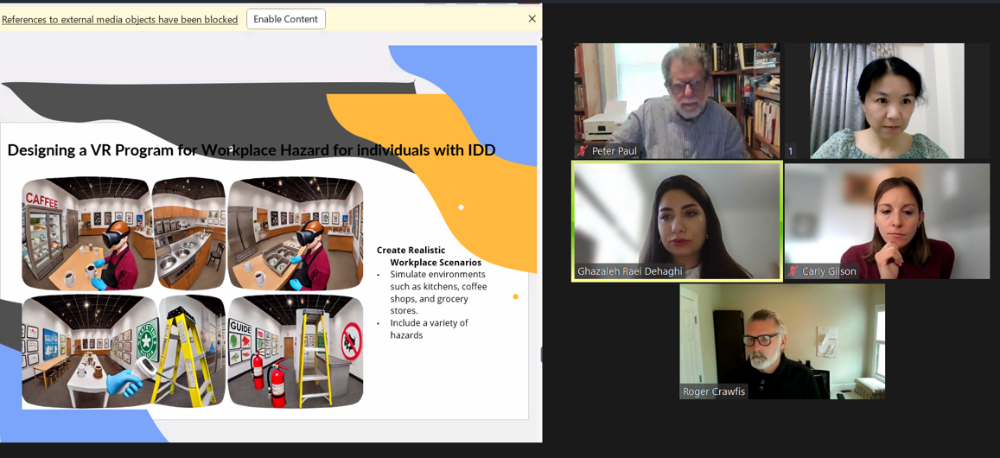 References to external media objects have been blocked
Enable Content
Designing a VR Program for Workplace Hazard for individuals with IDD
CAFFEE
GUIDE
Create Realistic
Workplace Scenarios
• Simulate environments
such as kitchens, coffee
shops, and grocery
stores.
• Include a variety of
hazards
Peter Paul
1
Ghazaleh Raei Dehaghi
Carly Gilson
Roger Crawfis